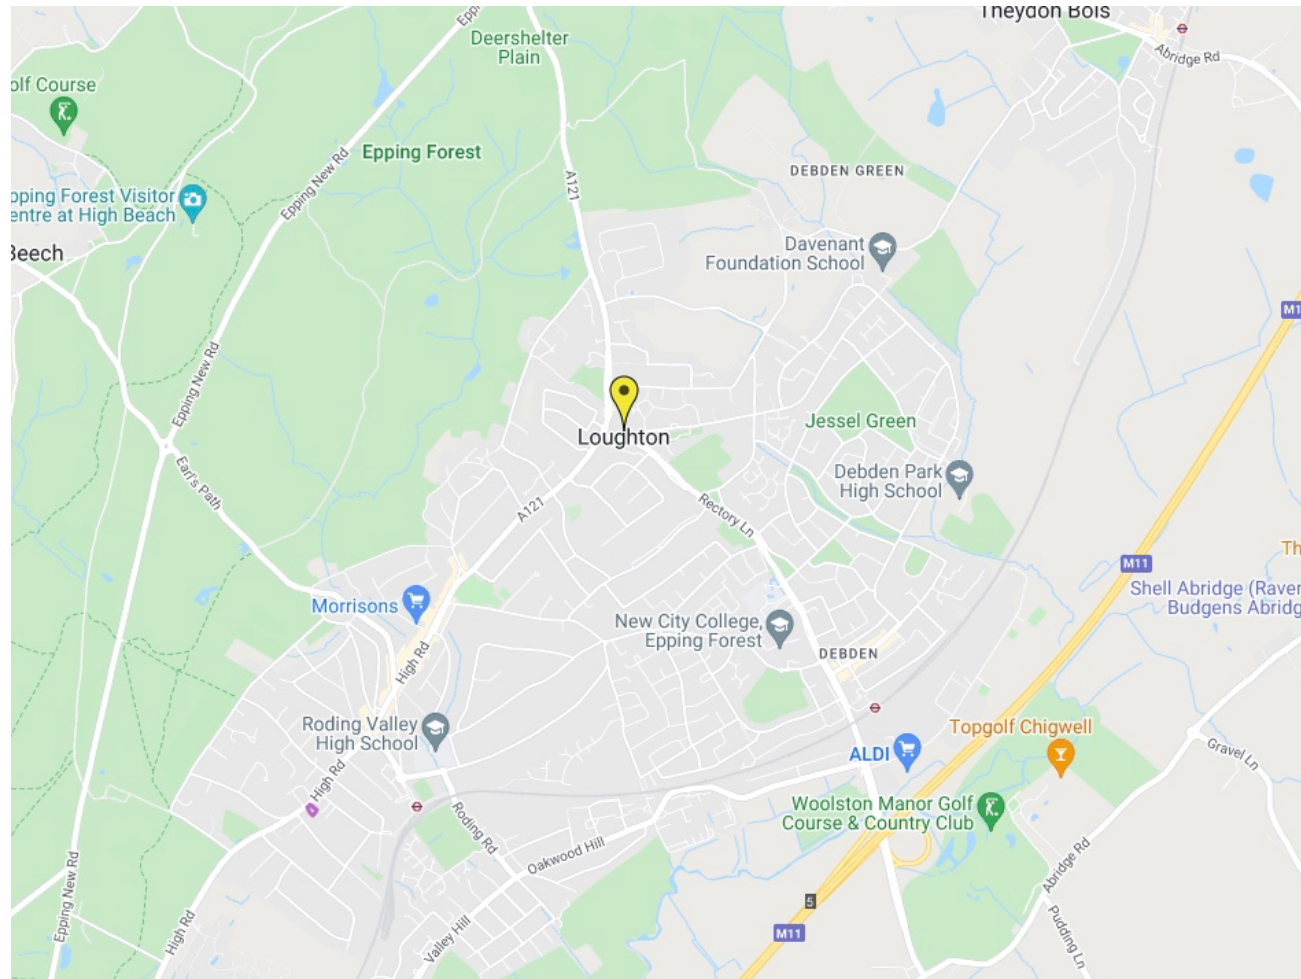 Theydon Bois
Abridge Rd
Deershelter
Plain
olf Course
Epping Forest
Epping New Rd
A121
DEBDEN GREEN
pping Forest Visitor
entre at High Beach
Beech
Davenant
Foundation School
M1
Epping New Rd
Loughton
Jessel Green
Debden Park
High School
Earl's Path
A121
Rectory Ln
Th
M11
Shell Abridge (Raven
Budgens Abridg
Morrisons
New City College,
Epping Forest
DEBDEN
High Rd
Roding Valley
High School
Topgolf Chigwell
ALDI
Gravel Ln
High Rd
Woolston Manor Golf
Course & Country Club
Roding Rd
Oakwood Hill
Abridge Rd
Epping New Rd
5
High Rd
Valley Hill
M11
Pudding Ln